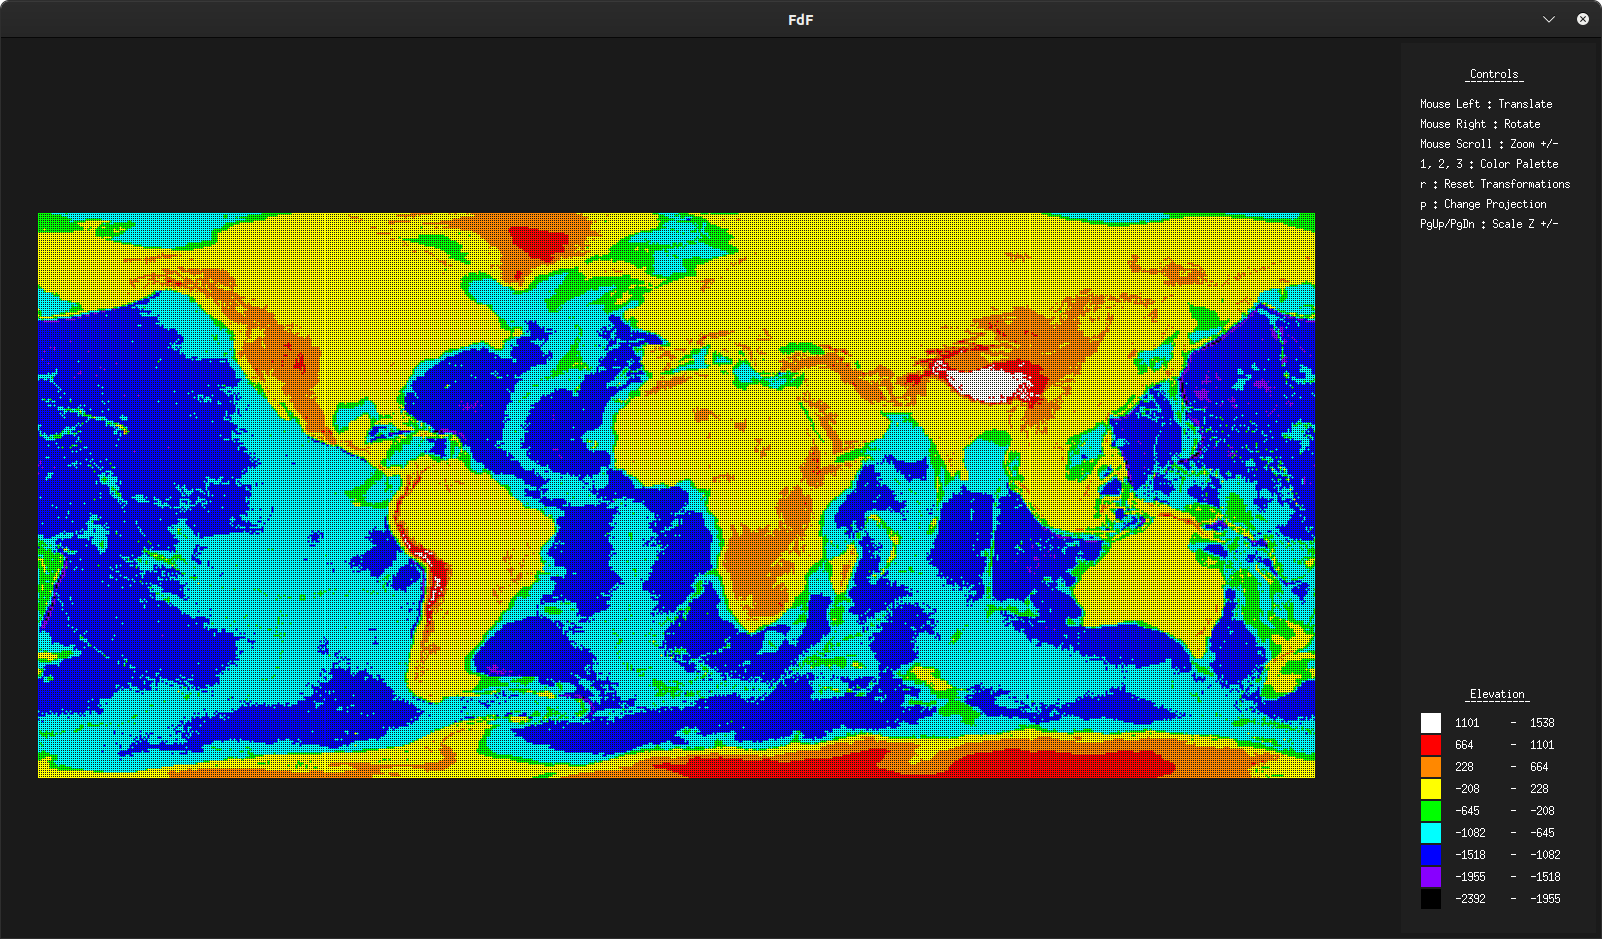 FdF
Controls
Mouse Left : Translate
Mouse Right : Rotate
Mouse Scroll : Zoom +/-
1, 2, 3 : Color Palette
r : Reset Transformations
p : Change Projection
PgUp/PgDn : Scale Z +/-
Elevation
1101 - 1538
664 - 1101
228 - 664
-208 - 228
-645 - -208
-1082 - -645
-1518 - -1082
-1955 - -1518
-2392 - -1955